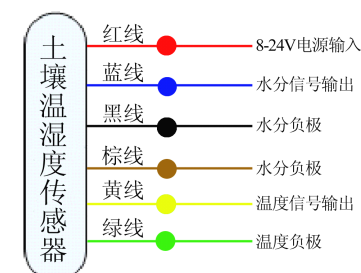 土壤温湿度传感器
红线 8-24V电源输入
蓝线 水分信号输出
黑线 水分负极
棕线 水分负极
黄线 温度信号输出
绿线 温度负极